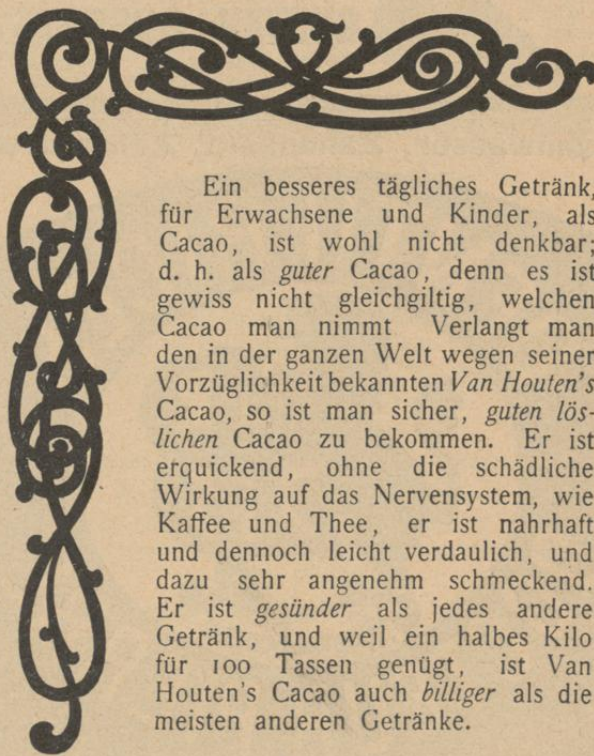 Ein besseres tägliches Getränk,
für Erwachsene und Kinder, als
Cacao, ist wohl nicht denkbar;
d. h. als guter Cacao, denn es ist
gewiss nicht gleichgiltig, welchen
Cacao man nimmt Verlangt man
den in der ganzen Welt wegen seiner
Vorzüglichkeit bekannten Van Houten's
Cacao, so ist man sicher, guten lös-
lichen Cacao zu bekommen. Er ist
erquickend, ohne die schädliche
Wirkung auf das Nervensystem, wie
Kaffee und Thee, er ist nahrhaft
und dennoch leicht verdaulich, und
dazu sehr angenehm schmeckend.
Er ist gesünder als jedes andere
Getränk, und weil ein halbes Kilo
für 100 Tassen genügt, ist Van
Houten's Cacao auch billiger als die
meisten anderen Getränke.